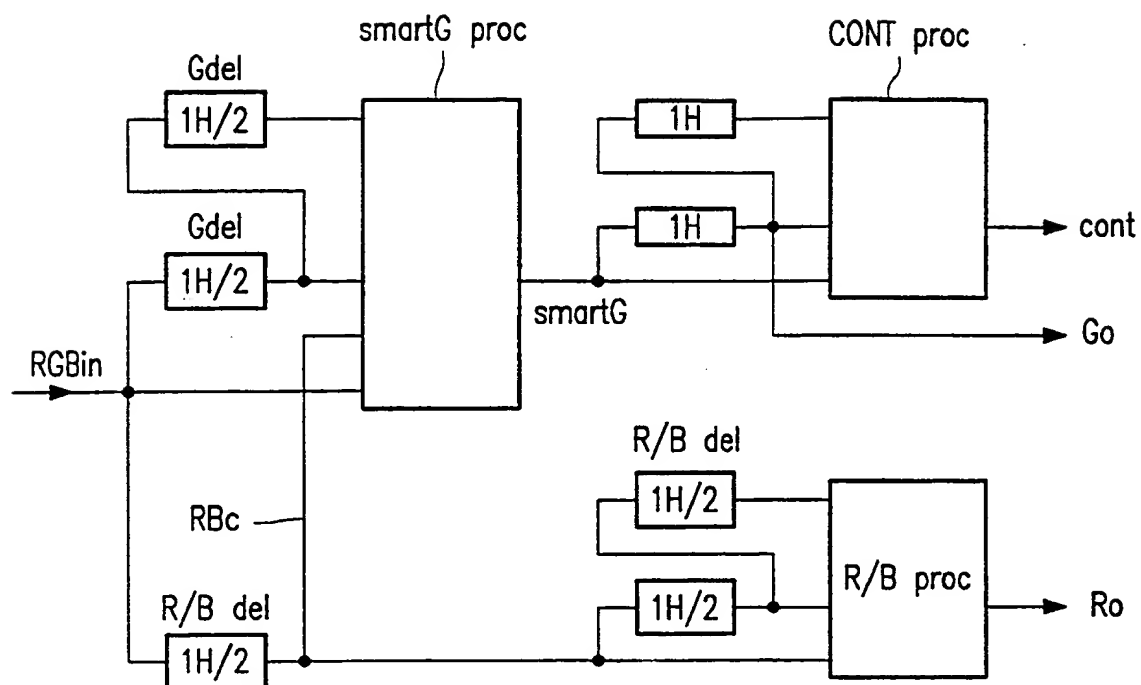 smartG proc
CONT proc
Gdel
1H/2
1H
Gdel
1H/2
1H
cont
smartG
Go
RGBin
R/B del
1H/2
RBc
R/B proc
1H/2
Ro
R/B del
1H/2